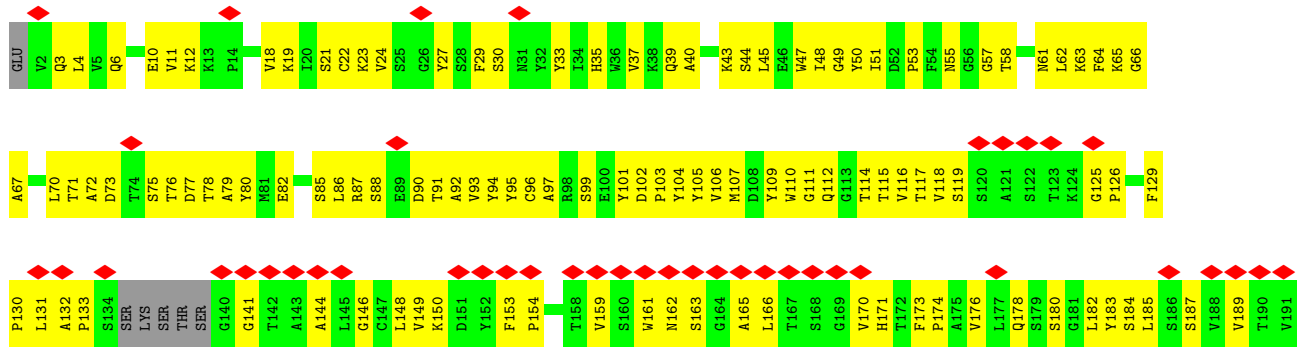 GLU V2 Q3 L4 V5 Q6 E10 V11 K12 K13 P14 V18 K19 I20 S21 C22 K23 V24 S25 G26 Y27 S28 F29 S30 N31 Y32 Y33 I34 H35 W36 V37 K38 Q39 A40 K43 S44 L45 E46 W47 I48 G49 Y50 I51 D52 P53 F54 N55 G56 G57 T58 N61 L62 K63 F64 K65 G66
A67 L70 T71 A72 D73 T74 S75 T76 D77 T78 A79 Y80 M81 E82 S85 L86 R87 S88 E89 D90 T91 A92 V93 Y94 Y95 C96 A97 R98 S99 E100 Y101 D102 P103 Y104 Y105 V106 M107 D108 Y109 W110 G111 Q112 G113 T114 T115 V116 T117 V118 S119 S120 A121 S122 T123 K124 G125 P126 F129
P130 L131 A132 P133 S134 SER LYS SER THR SER G140 G141 T142 A143 A144 L145 G146 C147 L148 V149 K150 D151 Y152 F153 P154 T158 V159 S160 W161 N162 S163 G164 A165 L166 T167 S168 G169 V170 H171 T172 F173 P174 A175 V176 L177 Q178 S179 S180 G181 L182 Y183 S184 L185 S186 S187 V188 V189 T190 V191